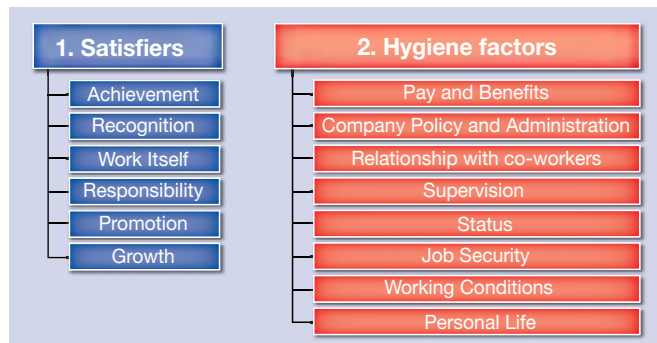 1. Satisfiers
Achievement
Recognition
Work Itself
Responsibility
Promotion
Growth
2. Hygiene factors
Pay and Benefits
Company Policy and Administration
Relationship with co-workers
Supervision
Status
Job Security
Working Conditions
Personal Life